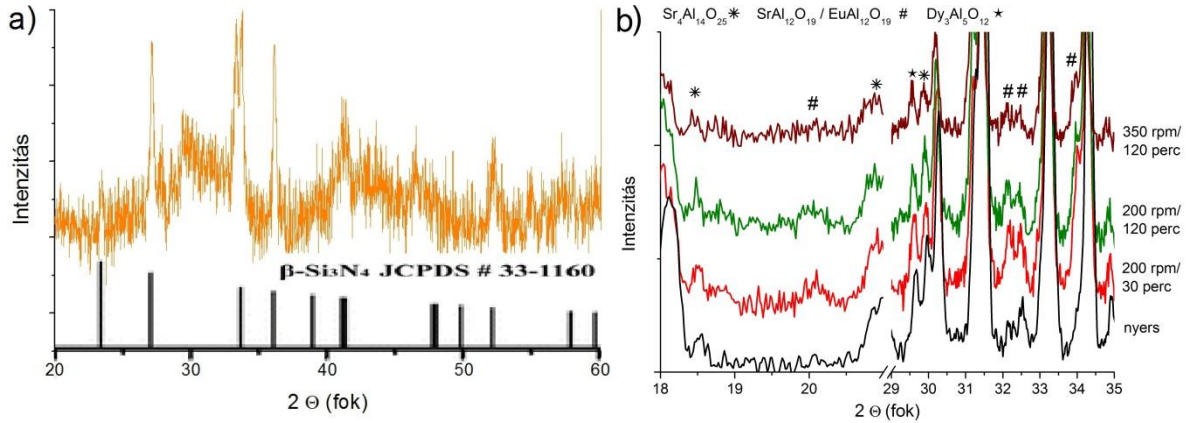 a)
Intenzitás
β-Si₃N₄ JCPDS # 33-1160
20 30 40 50 60
2 Θ (fok)
b)
Sr₄Al₁₄O₂₅ ✳ SrAl₁₂O₁₉ / EuAl₁₂O₁₉ # Dy₃Al₅O₁₂ ★
Intenzitás
✳ # ✳ ★ ✳ # # #
350 rpm/
120 perc
200 rpm/
120 perc
200 rpm/
30 perc
nyers
18 19 20 29 30 31 32 33 34 35
2 Θ (fok)